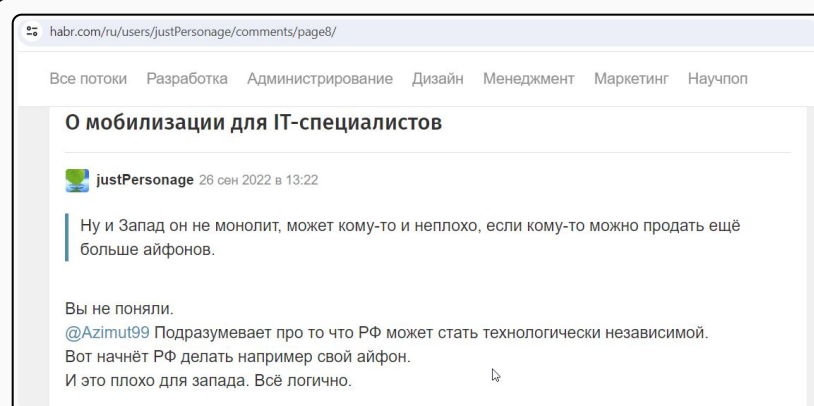 habr.com/ru/users/justPersonage/comments/page8/
Все потоки Разработка Администрирование Дизайн Менеджмент Маркетинг Научпоп
О мобилизации для IT-специалистов
justPersonage 26 сен 2022 в 13:22
Ну и Запад он не монолит, может кому-то и неплохо, если кому-то можно продать ещё
больше айфонов.
Вы не поняли.
@Azimut99 Подразумевает про то что РФ может стать технологически независимой.
Вот начнёт РФ делать например свой айфон.
И это плохо для запада. Всё логично.